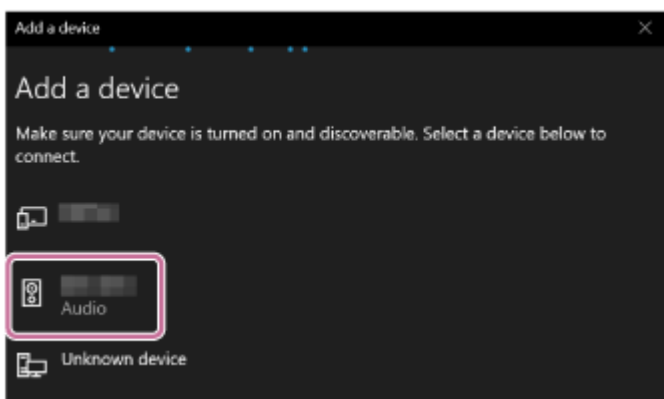 Add a device
Add a device
Make sure your device is turned on and discoverable. Select a device below to
connect.
Audio
Unknown device